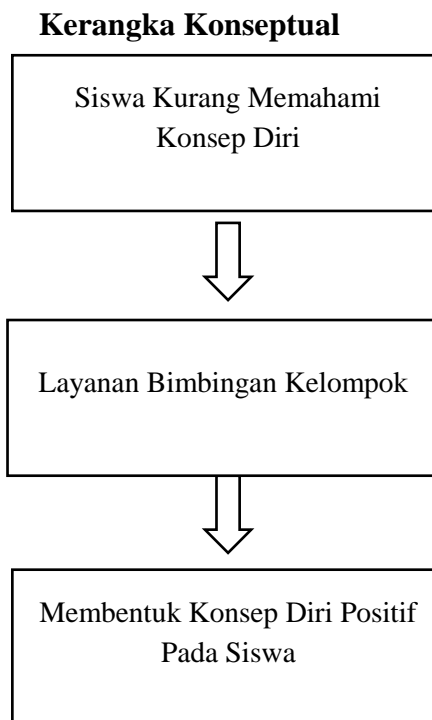 Kerangka Konseptual
Siswa Kurang Memahami
Konsep Diri
Layanan Bimbingan Kelompok
Membentuk Konsep Diri Positif
Pada Siswa